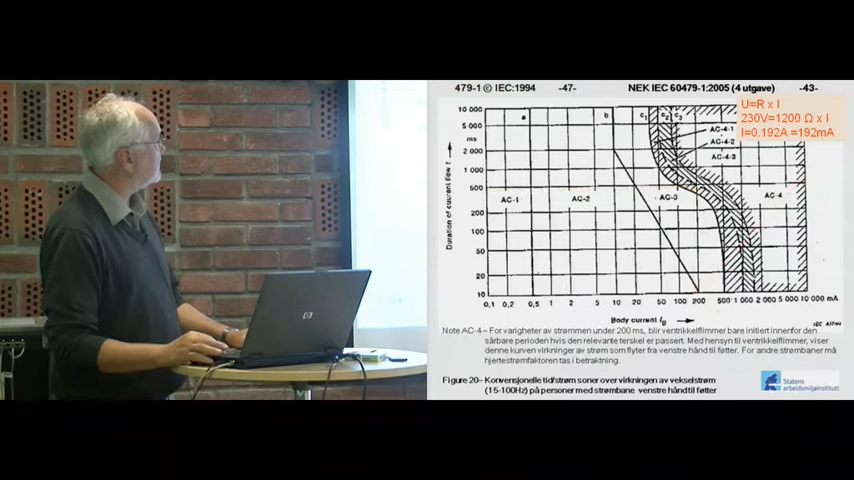 479-1 © IEC:1994 -47- NEK IEC 60479-1:2005 (4 utgave) -43-
U=R x I
230V=1200 Ω x I
I=0.192A =192mA
10 000
5 000
ms
2 000
1 000
500
200
100
50
20
10
Duration of current flow t
a
b
c1
c2
c3
AC-4-1
AC-4-2
AC-4-3
AC-1
AC-2
AC-3
AC-4
0,1 0,2 0,5 1 2 5 10 20 50 100 200 500 1 000 2 000 5 000 10 000 mA
Body current IB
hp
Note AC-4 – For varigheter av strømmen under 200 ms, blir ventrikkelflimmer bare initiert innenfor den
sårbare perioden hvis den relevante terskel er passert. Med hensyn til ventrikkelflimmer, viser
denne kurven virkninger av strøm som flyter fra venstre hånd til føtter. For andre strømbaner må
hjertestrømfaktoren tas i betraktning.
Figure 20– Konvensjonelle tid/strøm soner over virkningen av vekselstrøm
(15-100Hz) på personer med strømbane venstre hånd til føtter
Statens
arbeidsmiljøinstitutt